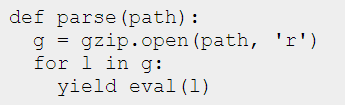 def parse(path):
  g = gzip.open(path, 'r')
  for l in g:
    yield eval(l)